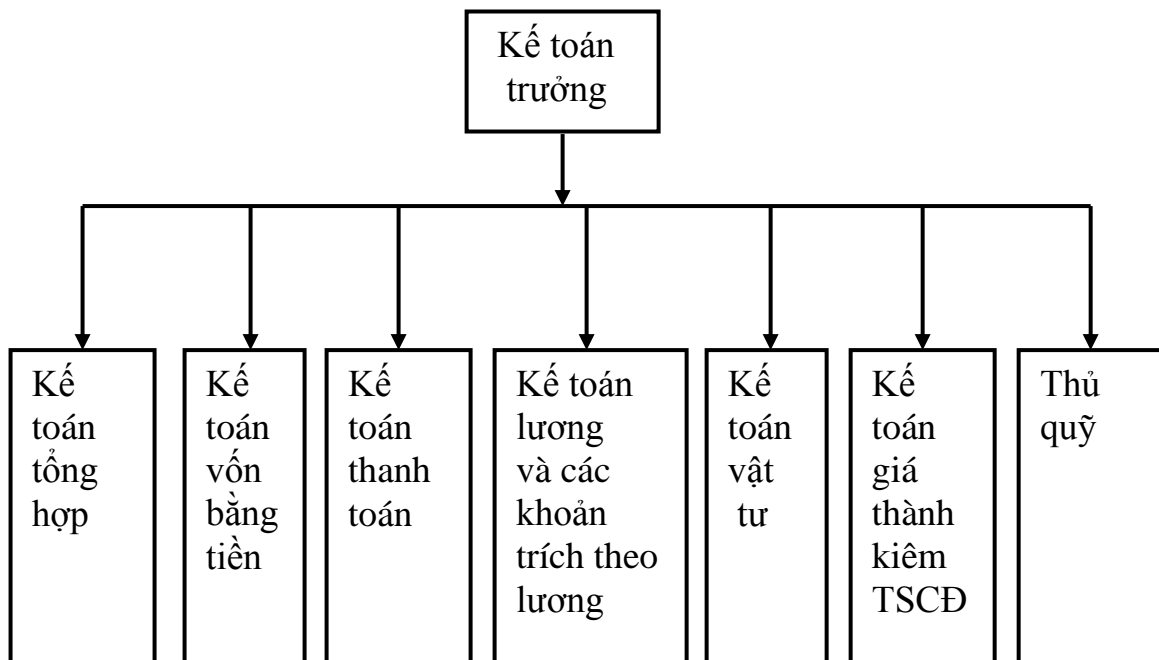 Kế toán
trưởng
Kế
toán
tổng
hợp
Kế
toán
vốn
bằng
tiền
Kế
toán
thanh
toán
Kế toán
lương
và các
khoản
trích theo
lương
Kế
toán
vật
tư
Kế
toán
giá
thành
kiêm
TSCĐ
Thủ
quỹ